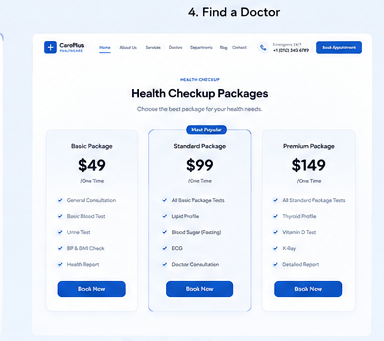 4. Find a Doctor
CarePlus
HEALTHCARE
Home About Us Services Doctors Departments Blog Contact
Emergency 24/7
+1 (012) 345 6789
Book Appointment
HEALTH CHECKUP
Health Checkup Packages
Choose the best package for your health needs.
Most Popular
Basic Package
$49
/One Time
General Consultation
Basic Blood Test
Urine Test
BP & BMI Check
Health Report
Book Now
Standard Package
$99
/One Time
All Basic Package Tests
Lipid Profile
Blood Sugar (Fasting)
ECG
Doctor Consultation
Book Now
Premium Package
$149
/One Time
All Standard Package Tests
Thyroid Profile
Vitamin D Test
X-Ray
Detailed Report
Book Now